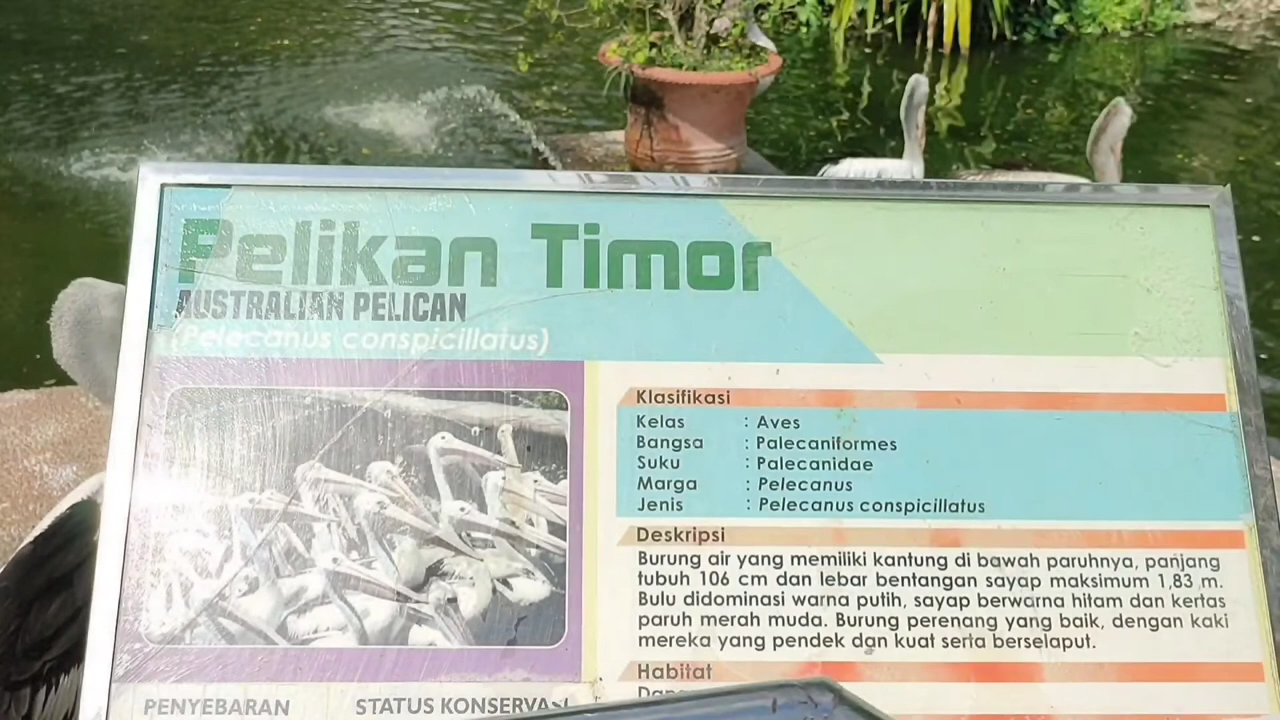 Pelikan Timor
AUSTRALIAN PELICAN
(Pelecanus conspicillatus)
Klasifikasi
Kelas : Aves
Bangsa : Palecaniformes
Suku : Palecanidae
Marga : Pelecanus
Jenis : Pelecanus conspicillatus
Deskripsi
Burung air yang memiliki kantung di bawah paruhnya, panjang
tubuh 106 cm dan lebar bentangan sayap maksimum 1,83 m.
Bulu didominasi warna putih, sayap berwarna hitam dan kertas
paruh merah muda. Burung perenang yang baik, dengan kaki
mereka yang pendek dan kuat serta berselaput.
Habitat
PENYEBARAN
STATUS